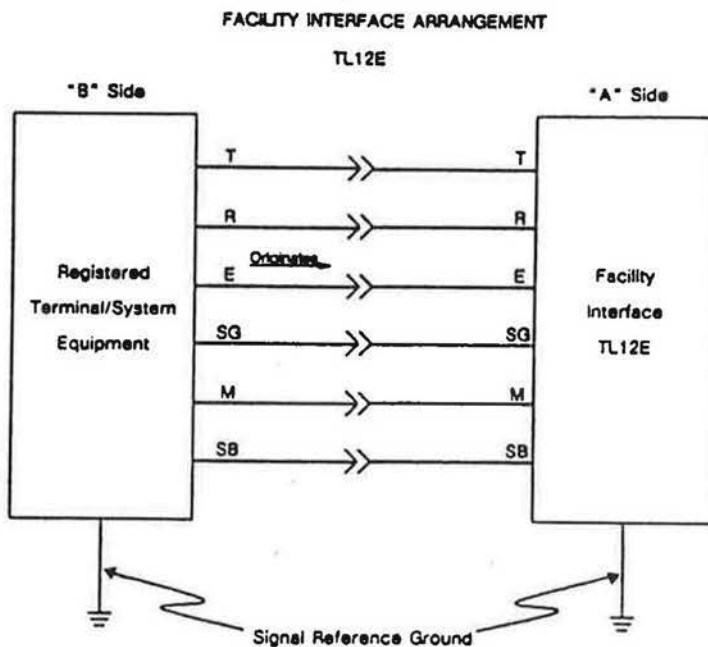 FACILITY INTERFACE ARRANGEMENT
TL12E
"B" Side
"A" Side
T
T
R
R
Originates
E
E
SG
SG
M
M
SB
SB
Registered
Terminal/System
Equipment
Facility
Interface
TL12E
Signal Reference Ground